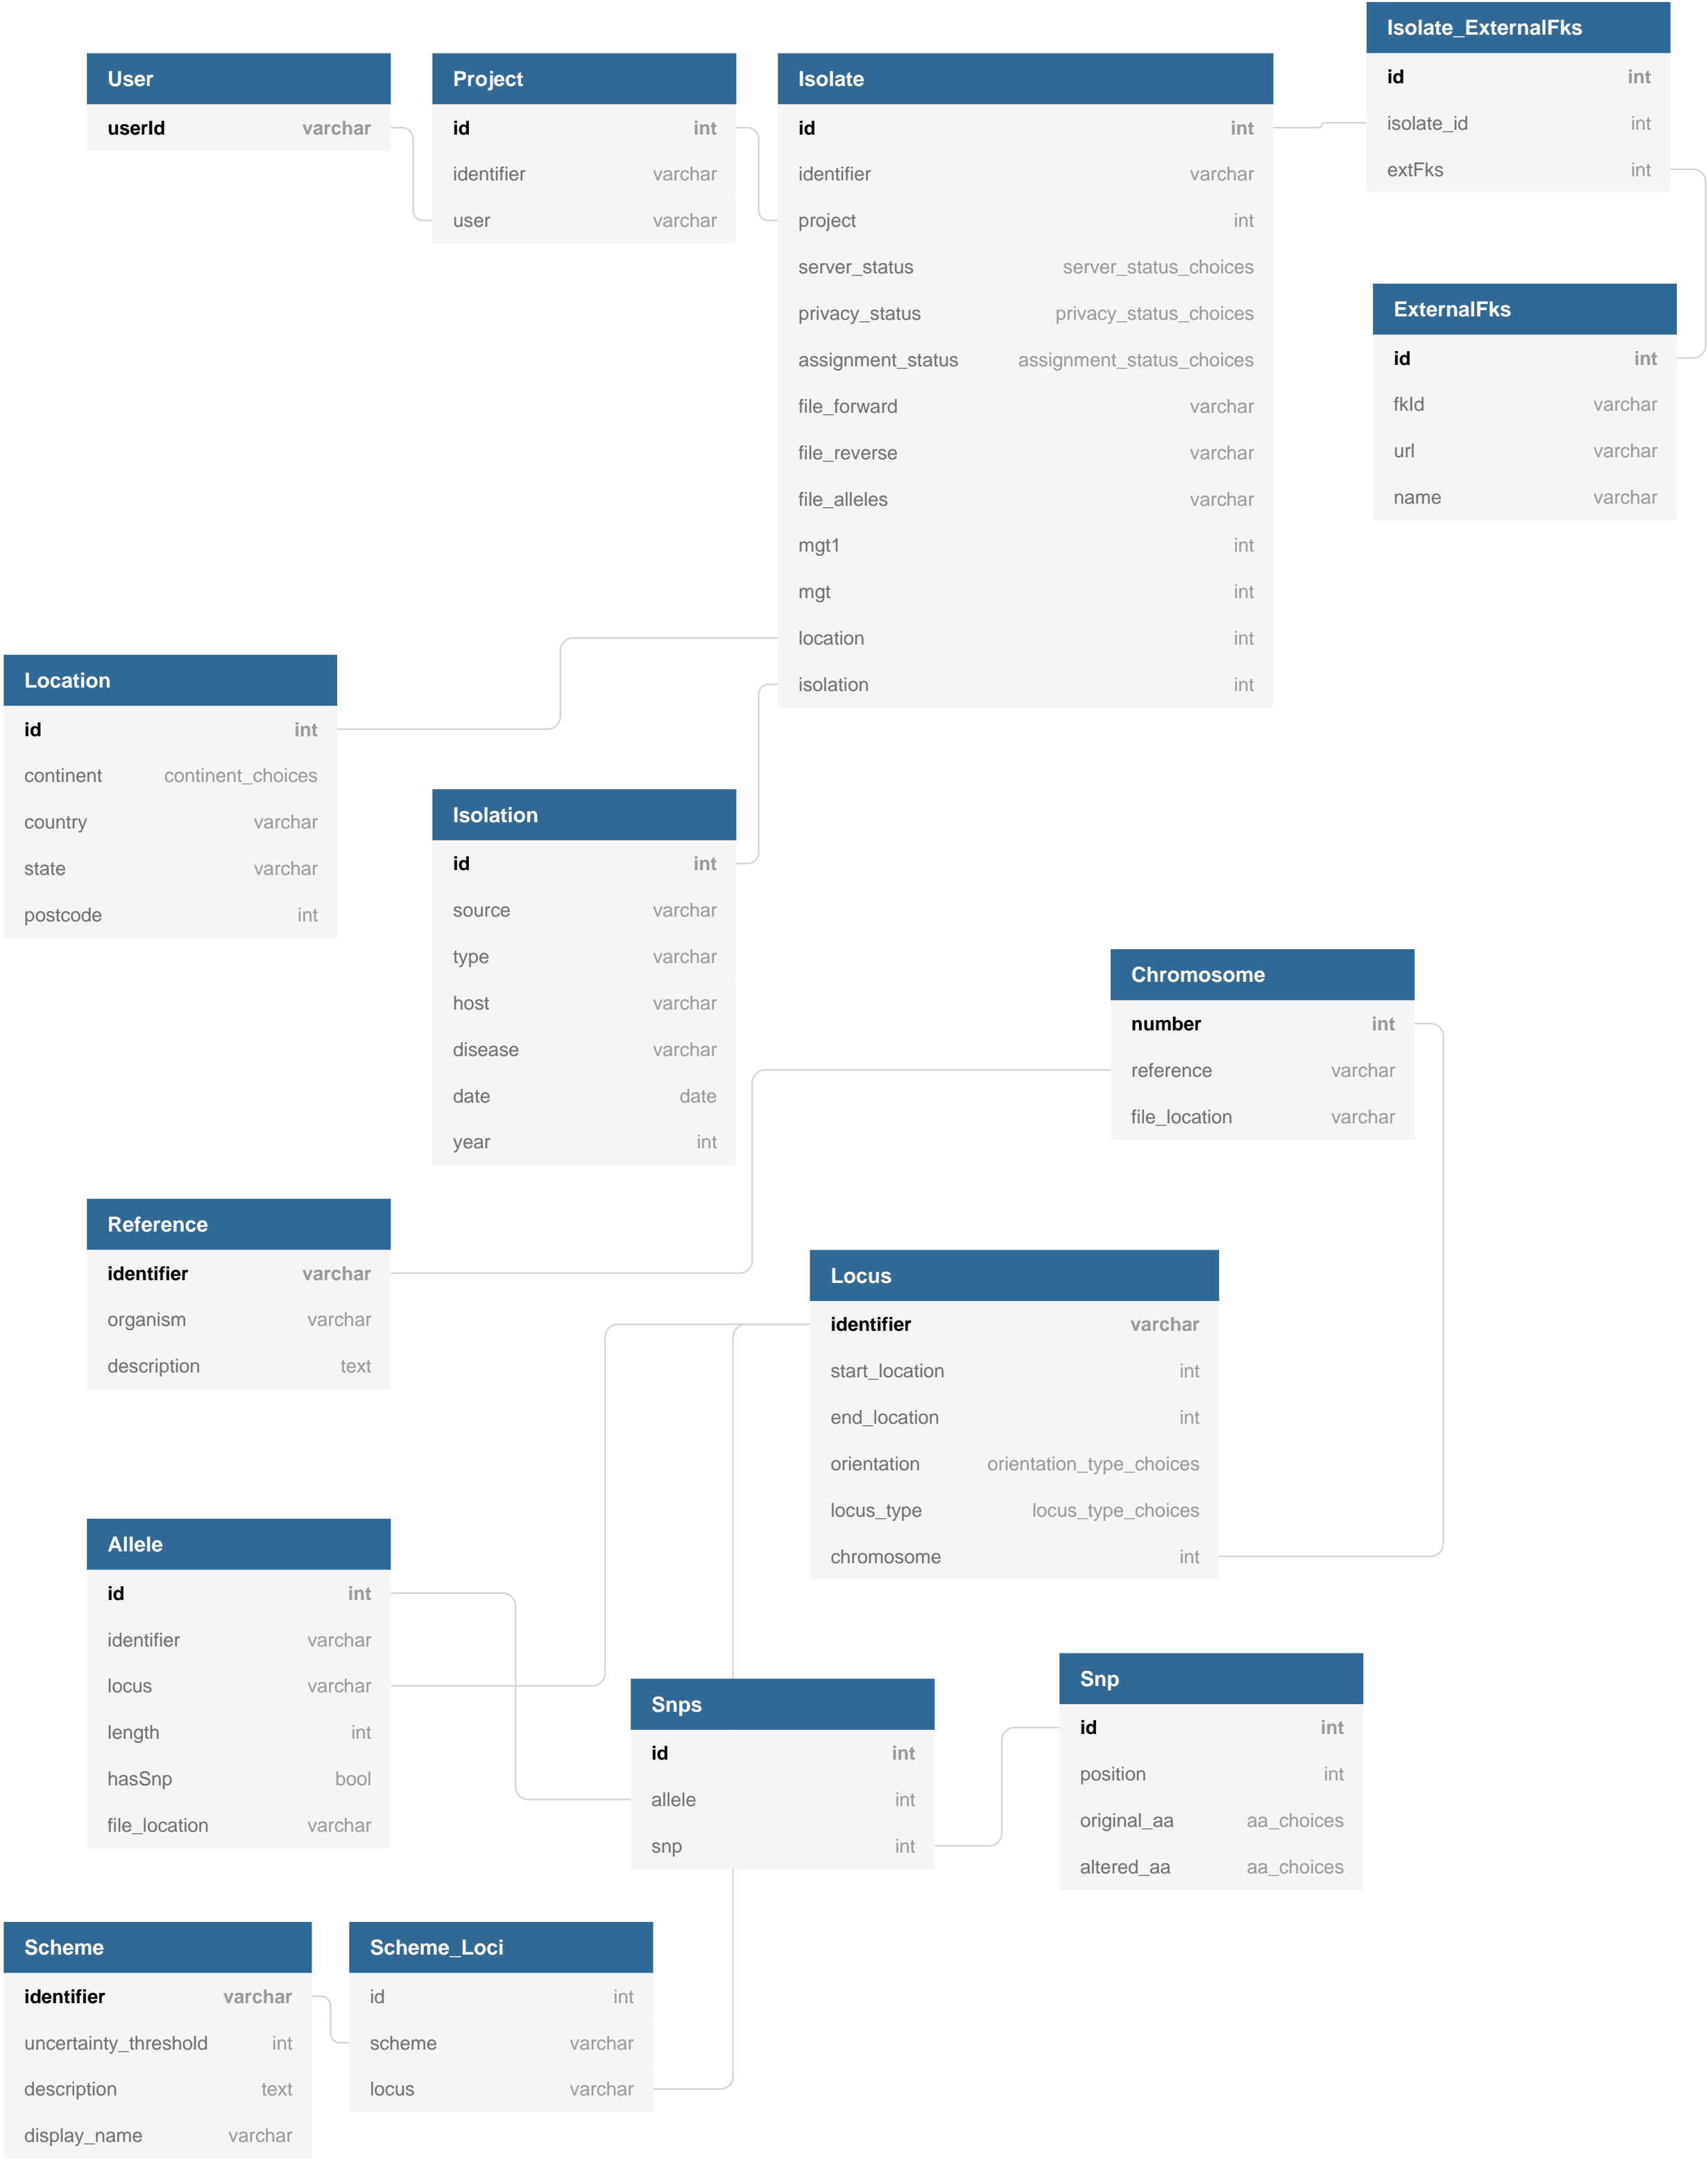 User
userId varchar
Project
id int
identifier varchar
user varchar
Isolate
id int
identifier varchar
project int
server_status server_status_choices
privacy_status privacy_status_choices
assignment_status assignment_status_choices
file_forward varchar
file_reverse varchar
file_alleles varchar
mgt1 int
mgt int
location int
isolation int
Isolate_ExternalFks
id int
isolate_id int
extFks int
ExternalFks
id int
fkId varchar
url varchar
name varchar
Location
id int
continent continent_choices
country varchar
state varchar
postcode int
Isolation
id int
source varchar
type varchar
host varchar
disease varchar
date date
year int
Chromosome
number int
reference varchar
file_location varchar
Reference
identifier varchar
organism varchar
description text
Locus
identifier varchar
start_location int
end_location int
orientation orientation_type_choices
locus_type locus_type_choices
chromosome int
Allele
id int
identifier varchar
locus varchar
length int
hasSnp bool
file_location varchar
Snps
id int
allele int
snp int
Snp
id int
position int
original_aa aa_choices
altered_aa aa_choices
Scheme
identifier varchar
uncertainty_threshold int
description text
display_name varchar
Scheme_Loci
id int
scheme varchar
locus varchar